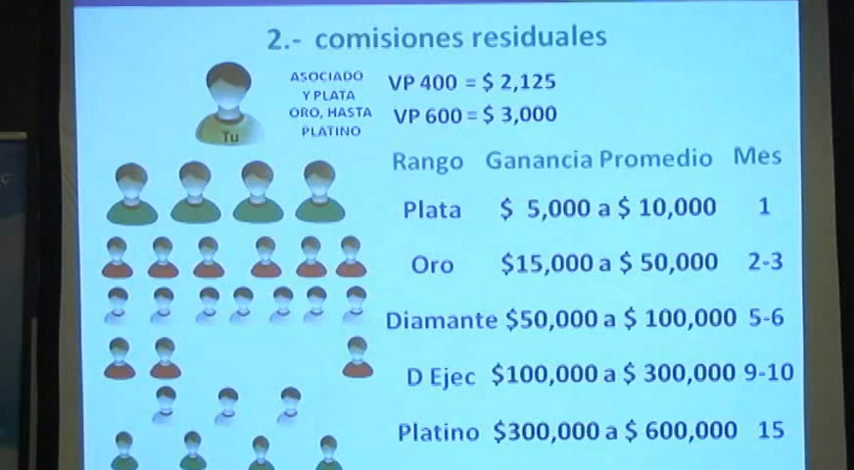 2.- comisiones residuales
ASOCIADO
Y PLATA
ORO, HASTA
PLATINO
VP 400 = $ 2,125
VP 600 = $ 3,000
Tu
Rango Ganancia Promedio Mes
Plata $ 5,000 a $ 10,000 1
Oro $15,000 a $ 50,000 2-3
Diamante $50,000 a $ 100,000 5-6
D Ejec $100,000 a $ 300,000 9-10
Platino $300,000 a $ 600,000 15